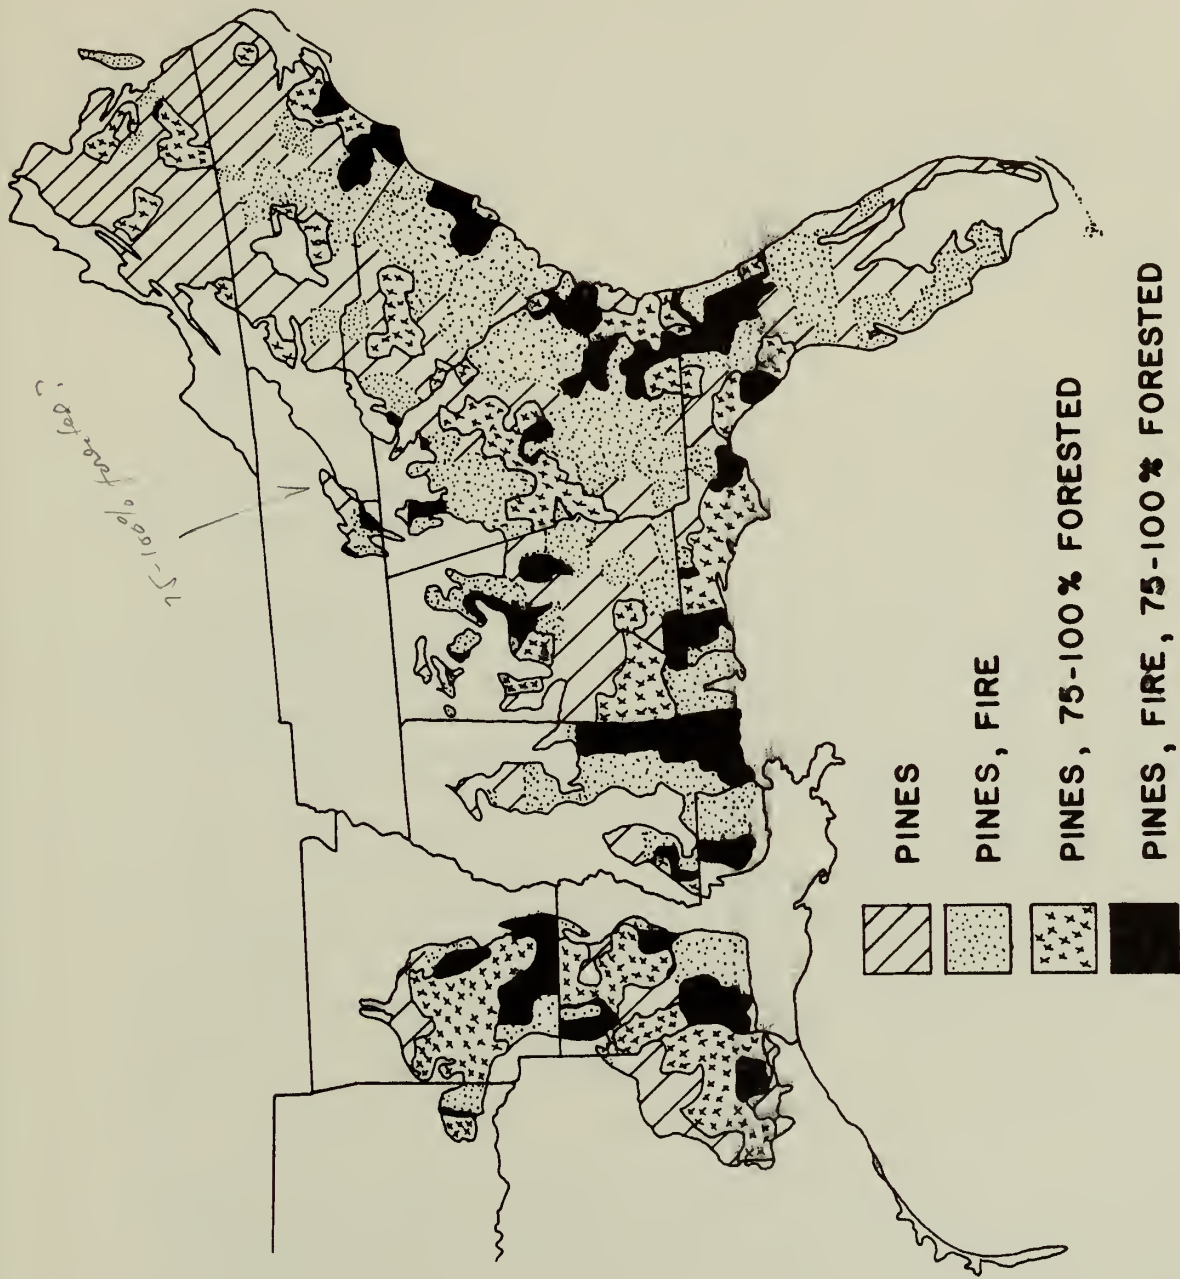 PINES
PINES, FIRE
PINES, 75-100% FORESTED
PINES, FIRE, 75-100% FORESTED
75-100% forested?